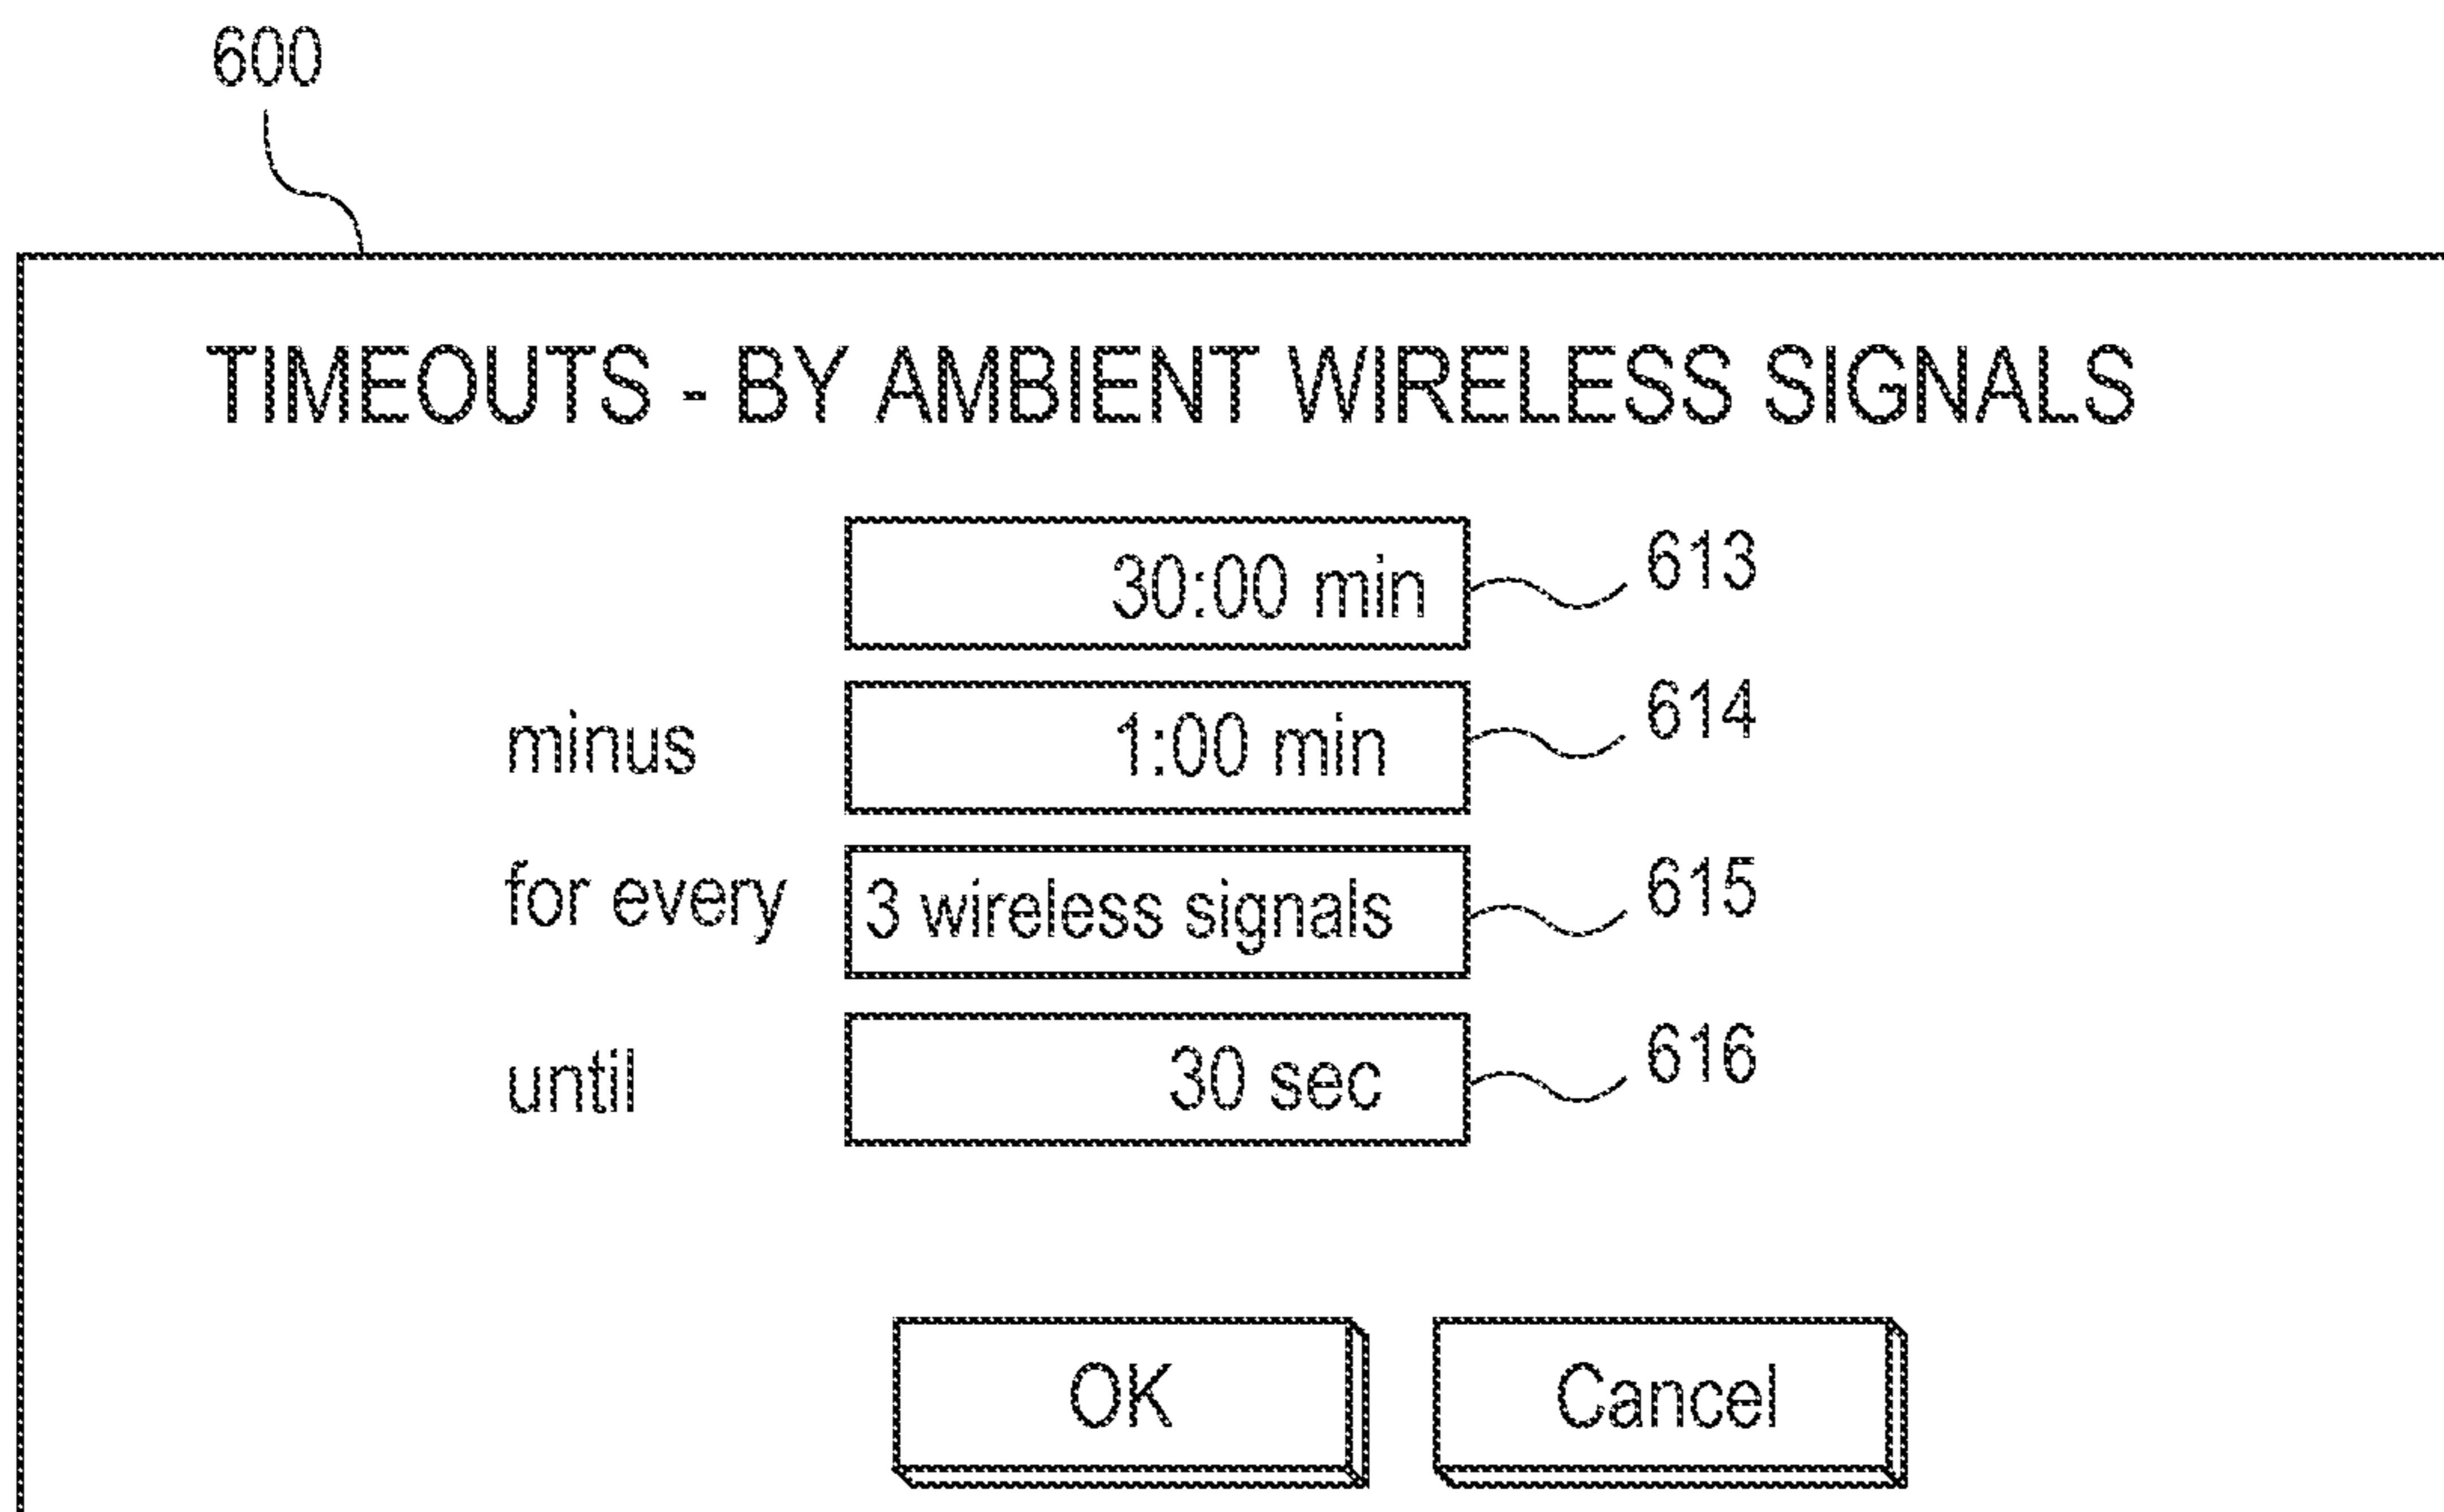 600
TIMEOUTS - BY AMBIENT WIRELESS SIGNALS
30:00 min 613
minus 1:00 min 614
for every 3 wireless signals 615
until 30 sec 616
OK Cancel